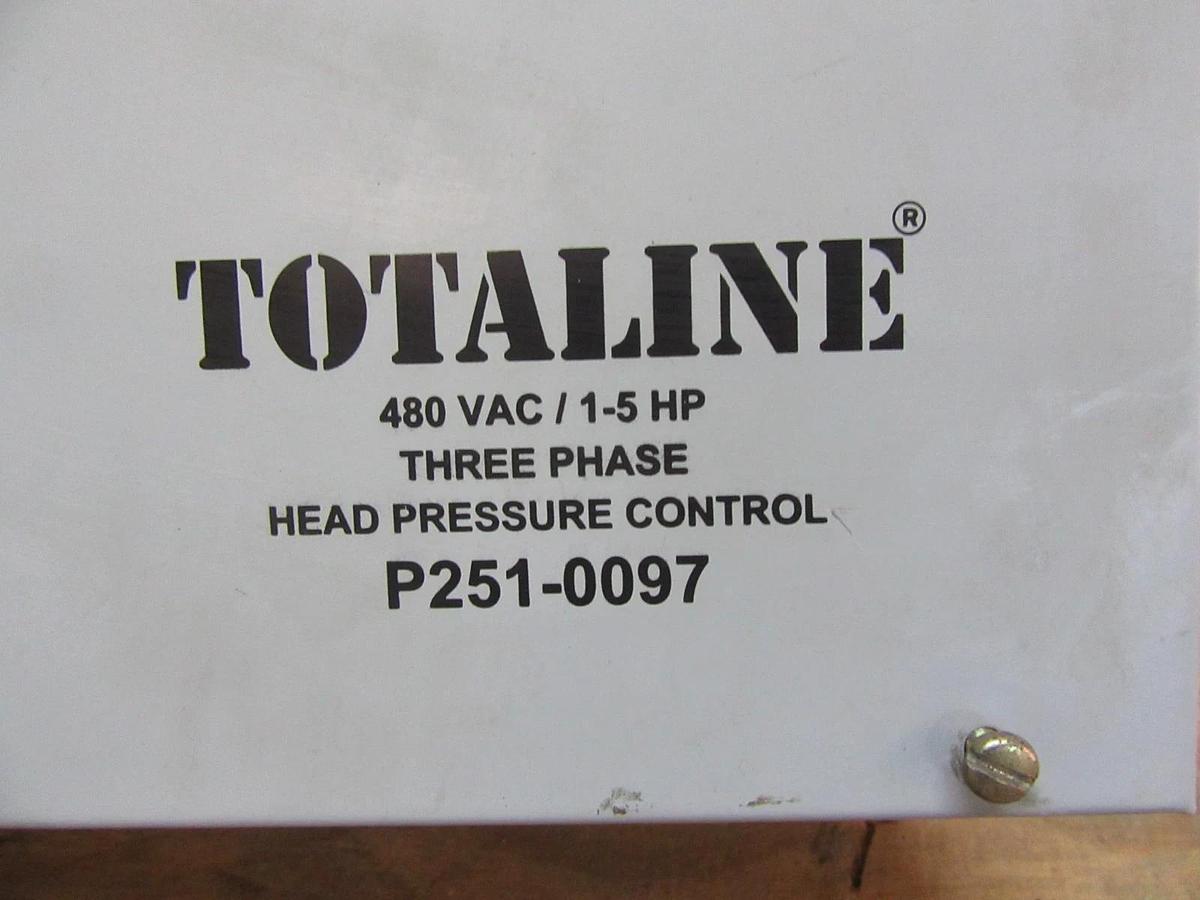 TOTALINE®
480 VAC / 1-5 HP
THREE PHASE
HEAD PRESSURE CONTROL
P251-0097